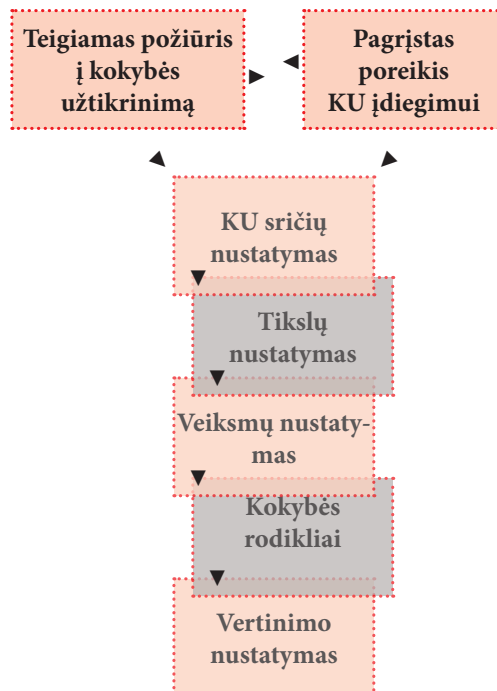 Teigiamas požiūris
į kokybės
užtikrinimą
Pagrįstas
poreikis
KU įdiegimui
KU sričių
nustatymas
Tikslų
nustatymas
Veiksmų nustaty-
mas
Kokybės
rodikliai
Vertinimo
nustatymas